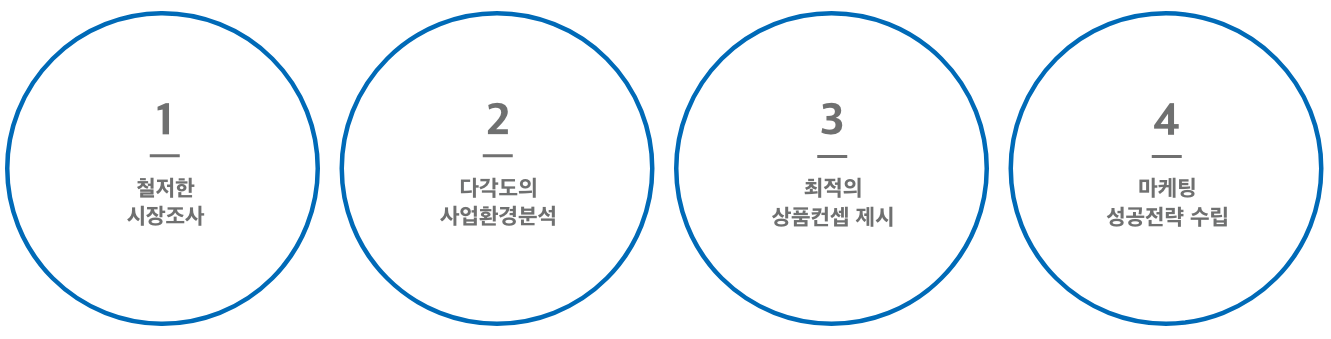 1
철저한
시장조사
2
다각도의
사업환경분석
3
최적의
상품컨셉 제시
4
마케팅
성공전략 수립